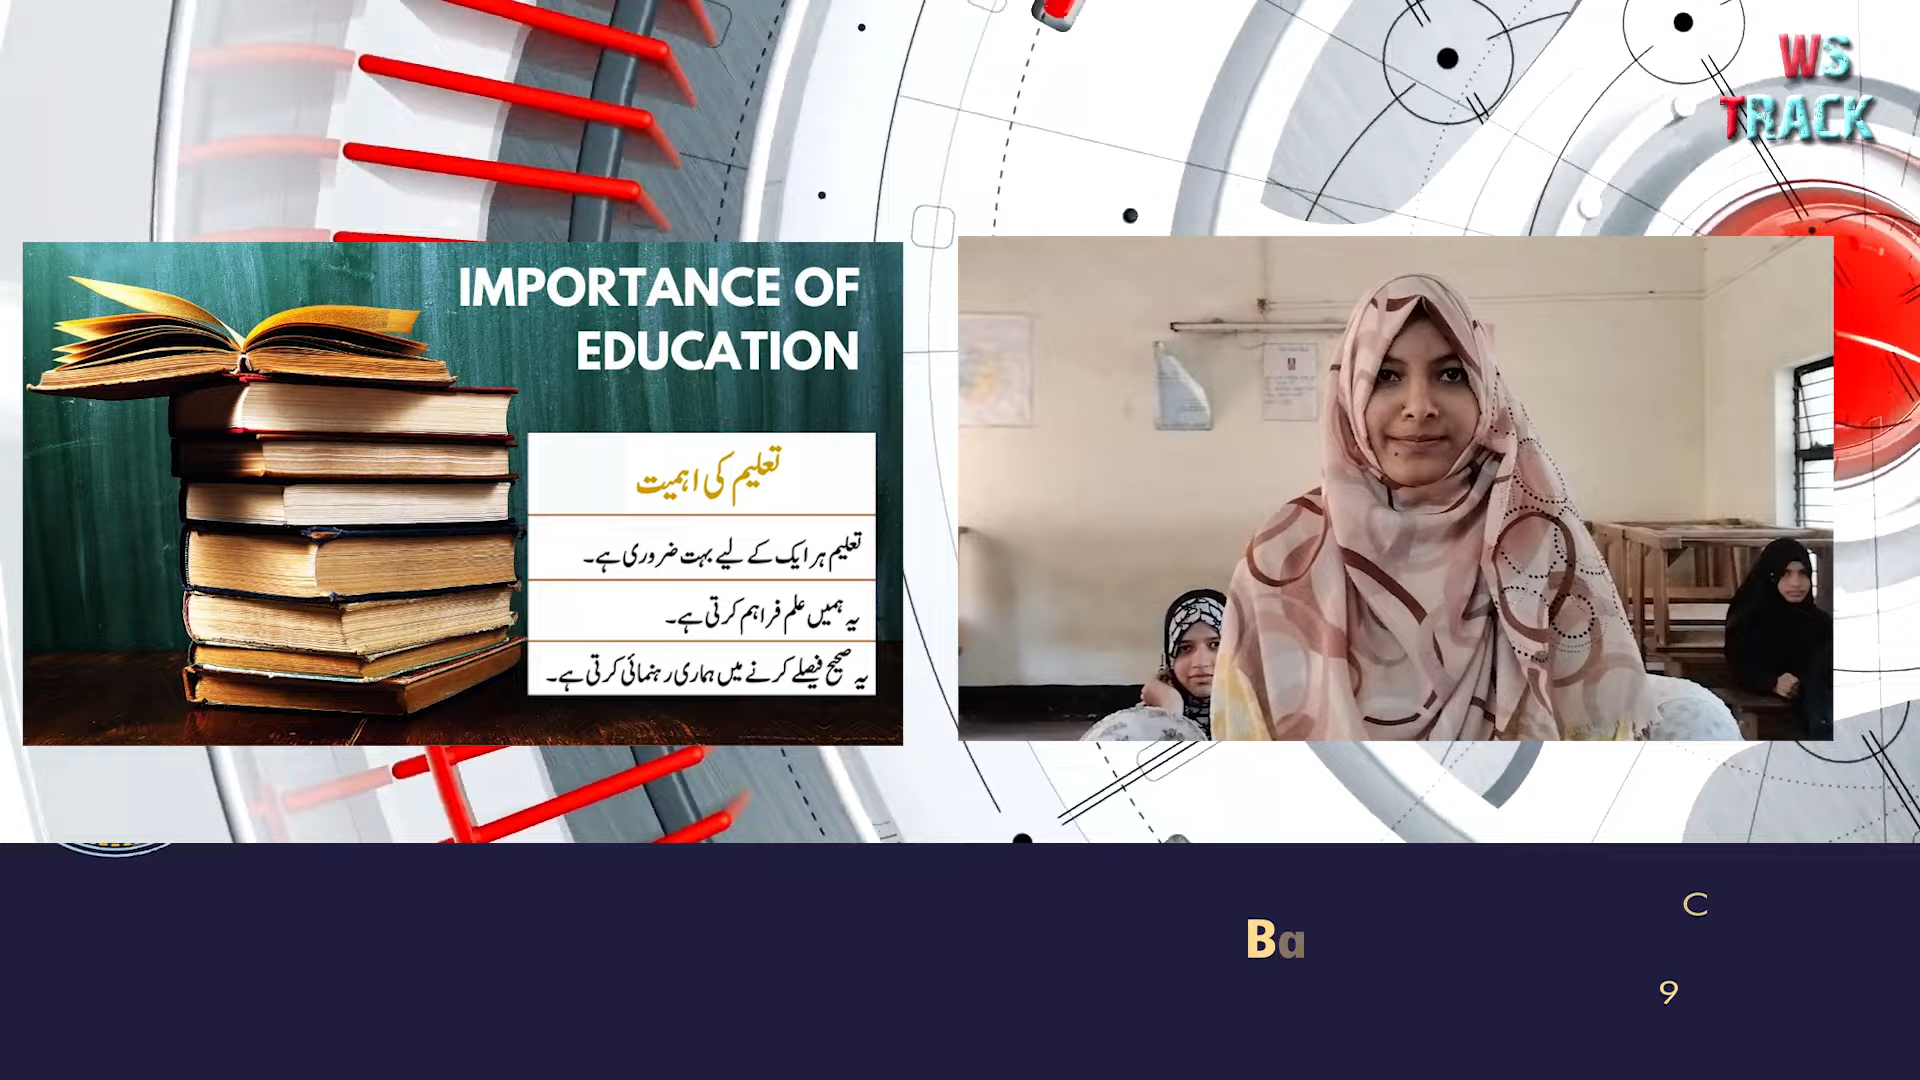 WS
TRACK
IMPORTANCE OF
EDUCATION
تعلیم کی اہمیت
تعلیم ہر ایک کے لیے بہت ضروری ہے۔
یہ ہمیں علم فراہم کرتی ہے۔
یہ صحیح فیصلے کرنے میں ہماری رہنمائی کرتی ہے۔
C
Ba
9